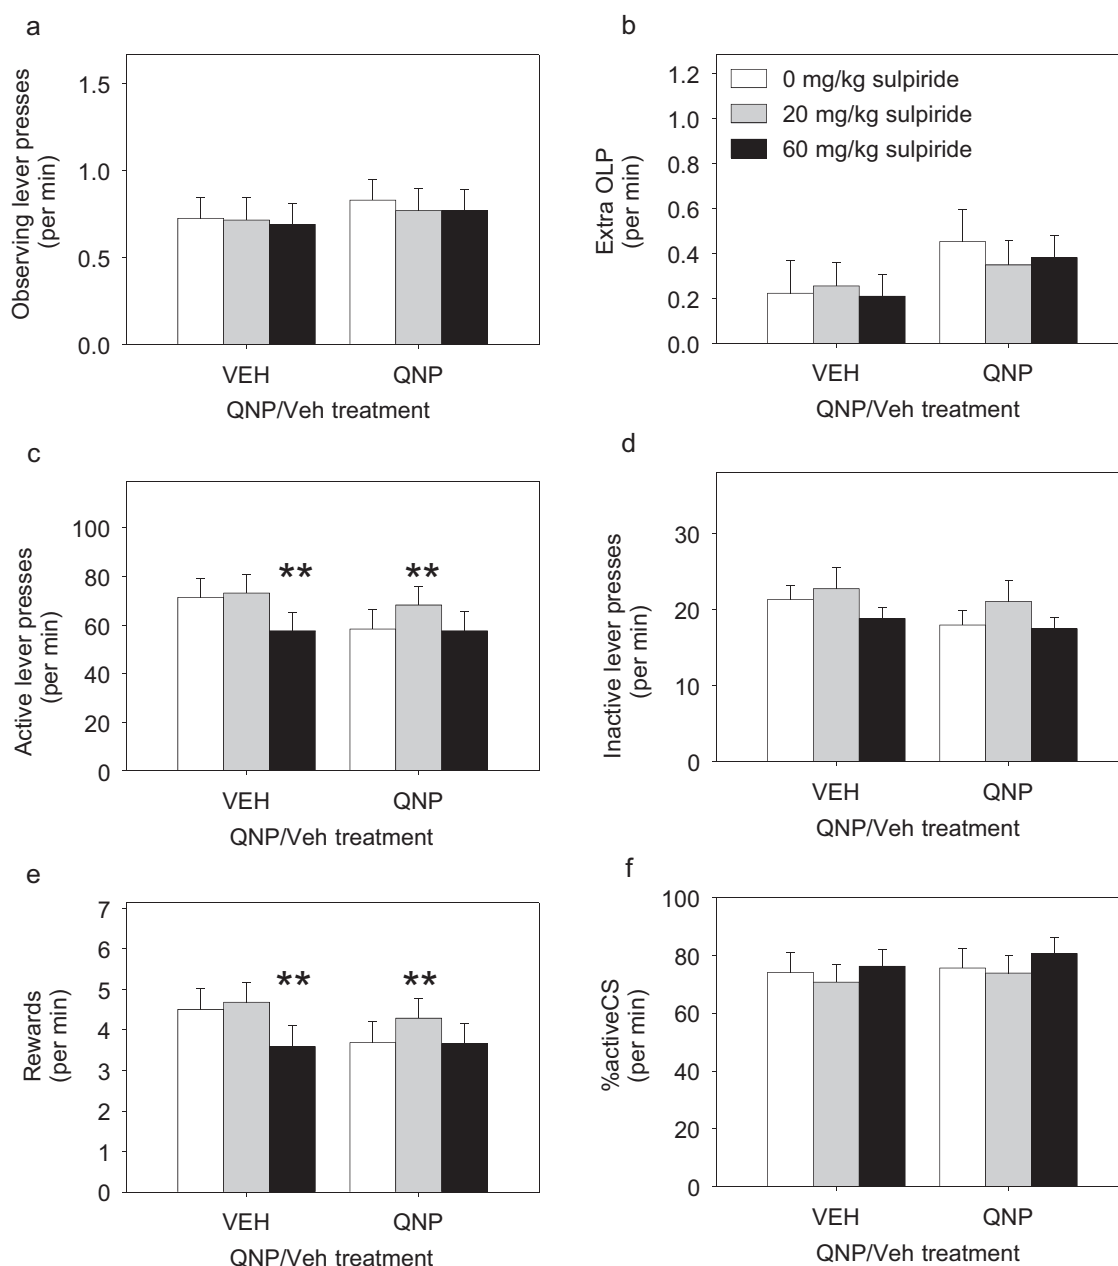 a
Observing lever presses
(per min)
1.5
1.0
0.5
0.0
VEH
QNP
QNP/Veh treatment
b
Extra OLP
(per min)
1.2
1.0
0.8
0.6
0.4
0.2
0.0
0 mg/kg sulpiride
20 mg/kg sulpiride
60 mg/kg sulpiride
VEH
QNP
QNP/Veh treatment
c
Active lever presses
(per min)
100
80
60
40
20
0
**
**
VEH
QNP
QNP/Veh treatment
d
Inactive lever presses
(per min)
30
20
10
0
VEH
QNP
QNP/Veh treatment
e
Rewards
(per min)
7
6
5
4
3
2
1
0
**
**
VEH
QNP
QNP/Veh treatment
f
%activeCS
(per min)
100
80
60
40
20
0
VEH
QNP
QNP/Veh treatment